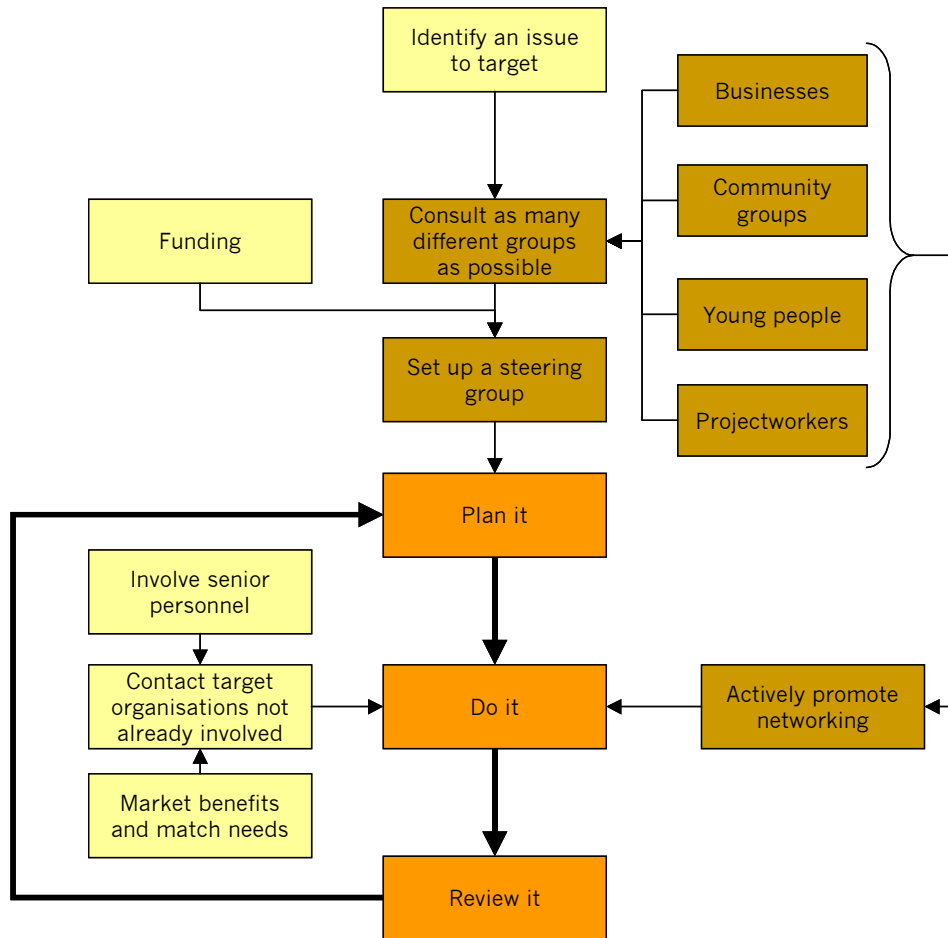 Identify an issue
to target
Businesses
Community
groups
Funding
Consult as many
different groups
as possible
Young people
Set up a steering
group
Projectworkers
Plan it
Involve senior
personnel
Contact target
organisations not
already involved
Do it
Actively promote
networking
Market benefits
and match needs
Review it